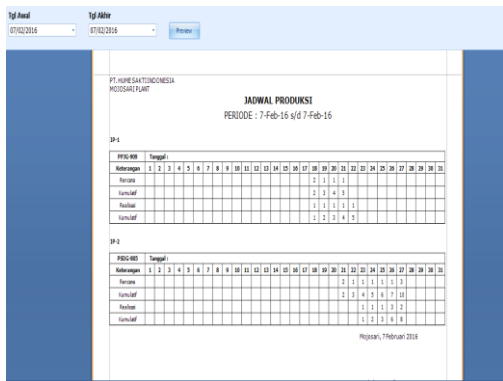 Tgl Awal Tgl Akhir
07/02/2016 07/02/2016 Preview
PT. HUME SAKTI INDONESIA
MOJOSARI PLANT
JADWAL PRODUKSI
PERIODE : 7-Feb-16 s/d 7-Feb-16
IP-1
Tanggal :
Keterangan 1 2 3 4 5 6 7 8 9 10 11 12 13 14 15 16 17 18 19 20 21 22 23 24 25 26 27 28 29 30 31
Rencana 2 1 1 1
Kumulatif 2 3 4 5
Realisasi 1 1 1 1 1
Kumulatif 1 2 3 4 5
IP-2
Tanggal :
Keterangan 1 2 3 4 5 6 7 8 9 10 11 12 13 14 15 16 17 18 19 20 21 22 23 24 25 26 27 28 29 30 31
Rencana 2 1 1 1 1 1 3
Kumulatif 2 3 4 5 6 7 10
Realisasi 1 1 1 3 2
Kumulatif 1 2 3 6 8
Mojosari, 7 Februari 2016